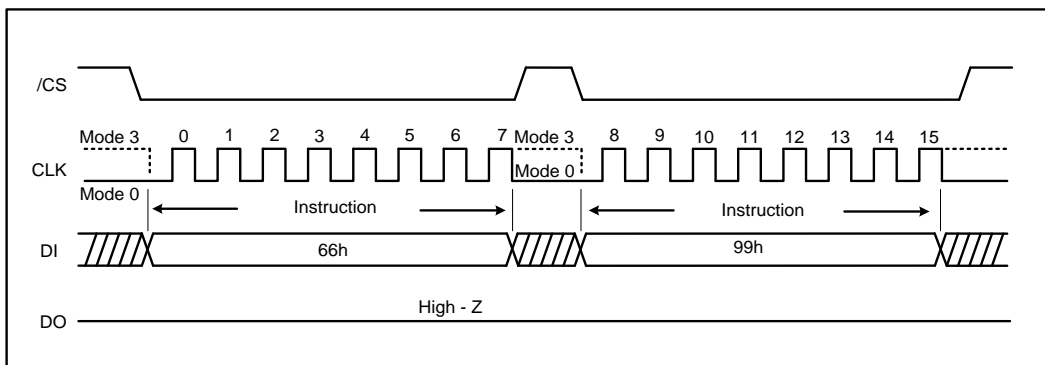 /CS
Mode 3 0 1 2 3 4 5 6 7 Mode 3 8 9 10 11 12 13 14 15
CLK Mode 0
Mode 0
Instruction Instruction
DI 66h 99h
High - Z
DO